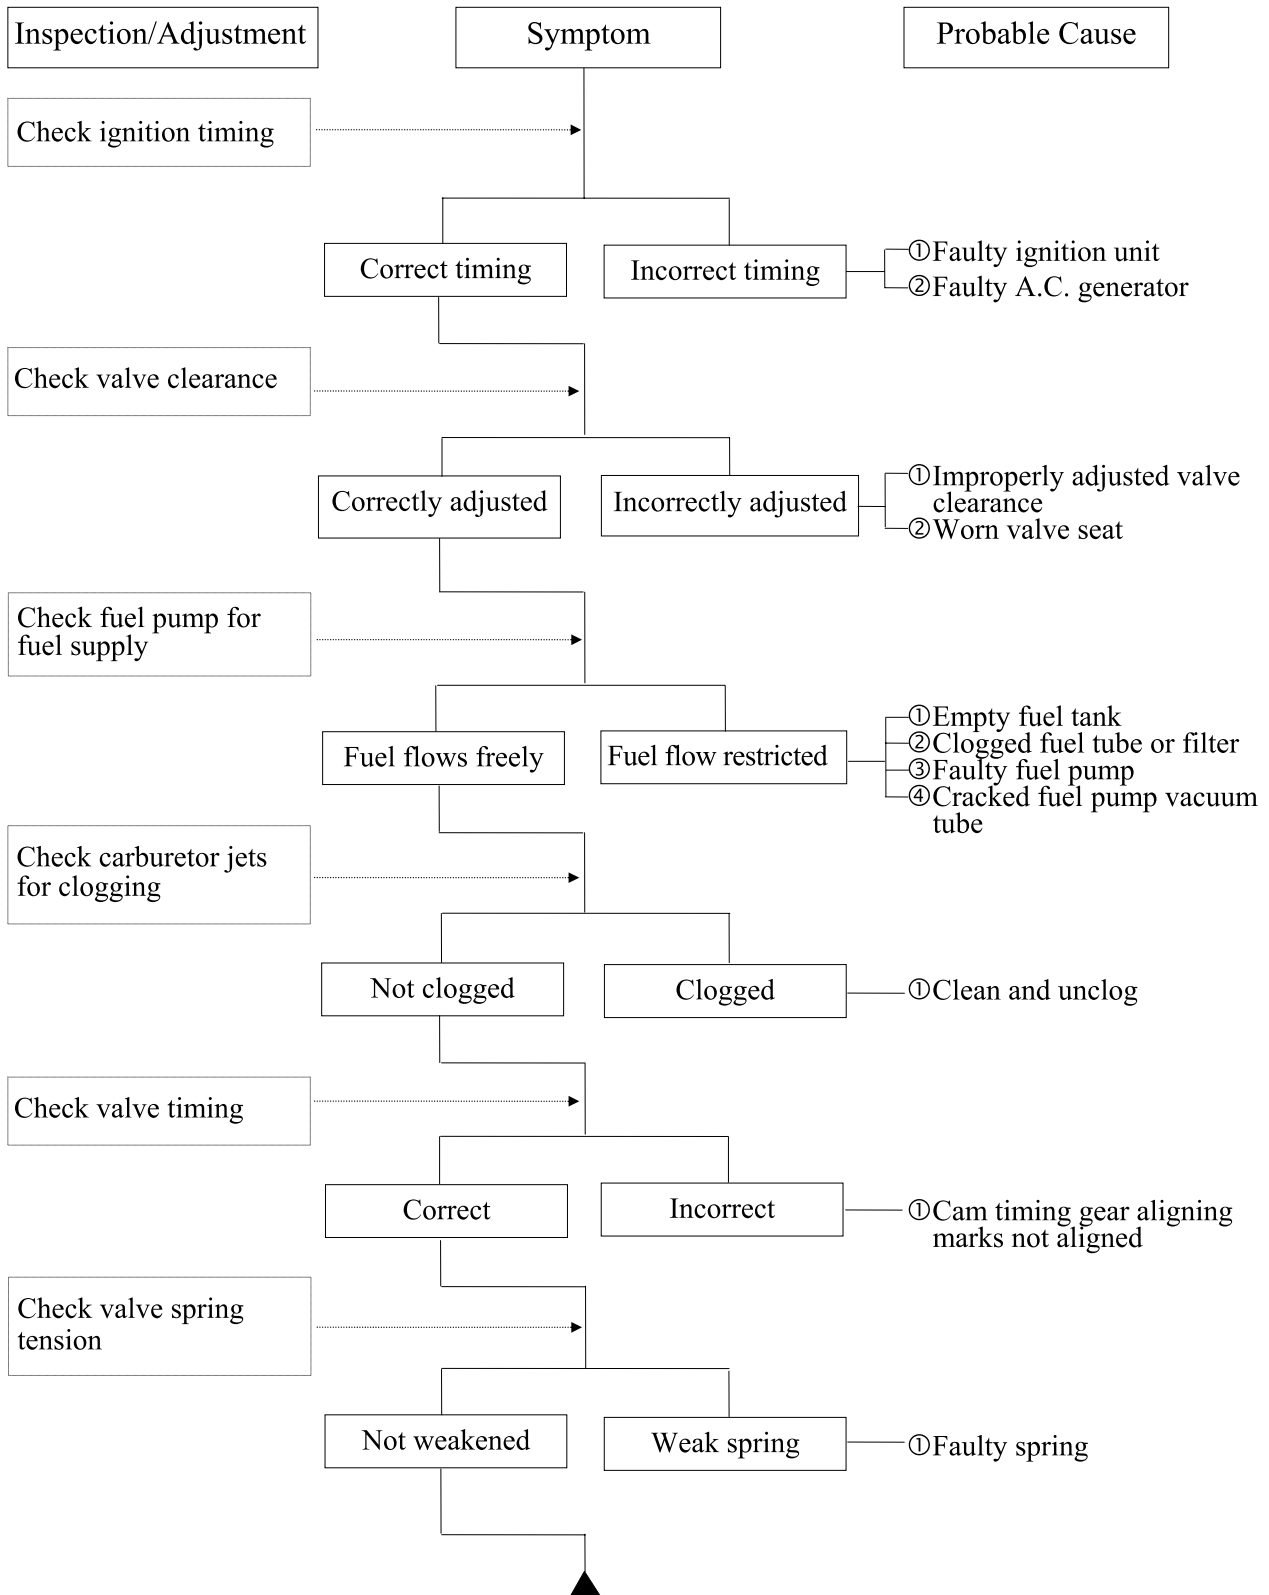 Inspection/Adjustment
Symptom
Probable Cause
Check ignition timing
Correct timing
Incorrect timing
①Faulty ignition unit
②Faulty A.C. generator
Check valve clearance
Correctly adjusted
Incorrectly adjusted
①Improperly adjusted valve
clearance
②Worn valve seat
Check fuel pump for
fuel supply
Fuel flows freely
Fuel flow restricted
①Empty fuel tank
②Clogged fuel tube or filter
③Faulty fuel pump
④Cracked fuel pump vacuum
tube
Check carburetor jets
for clogging
Not clogged
Clogged
①Clean and unclog
Check valve timing
Correct
Incorrect
①Cam timing gear aligning
marks not aligned
Check valve spring
tension
Not weakened
Weak spring
①Faulty spring